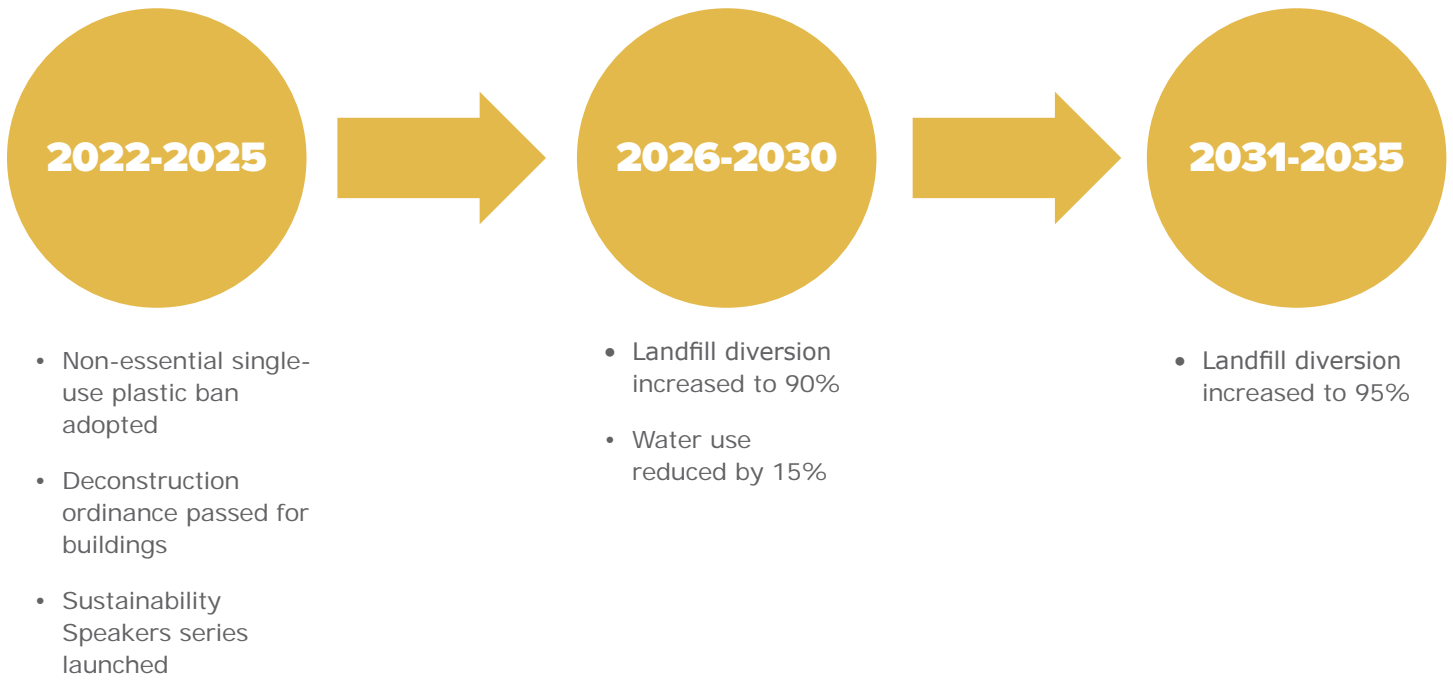 2022-2025
2026-2030
2031-2035
• Non-essential single-
use plastic ban
adopted
• Deconstruction
ordinance passed for
buildings
• Sustainability
Speakers series
launched
• Landfill diversion
increased to 90%
• Water use
reduced by 15%
• Landfill diversion
increased to 95%